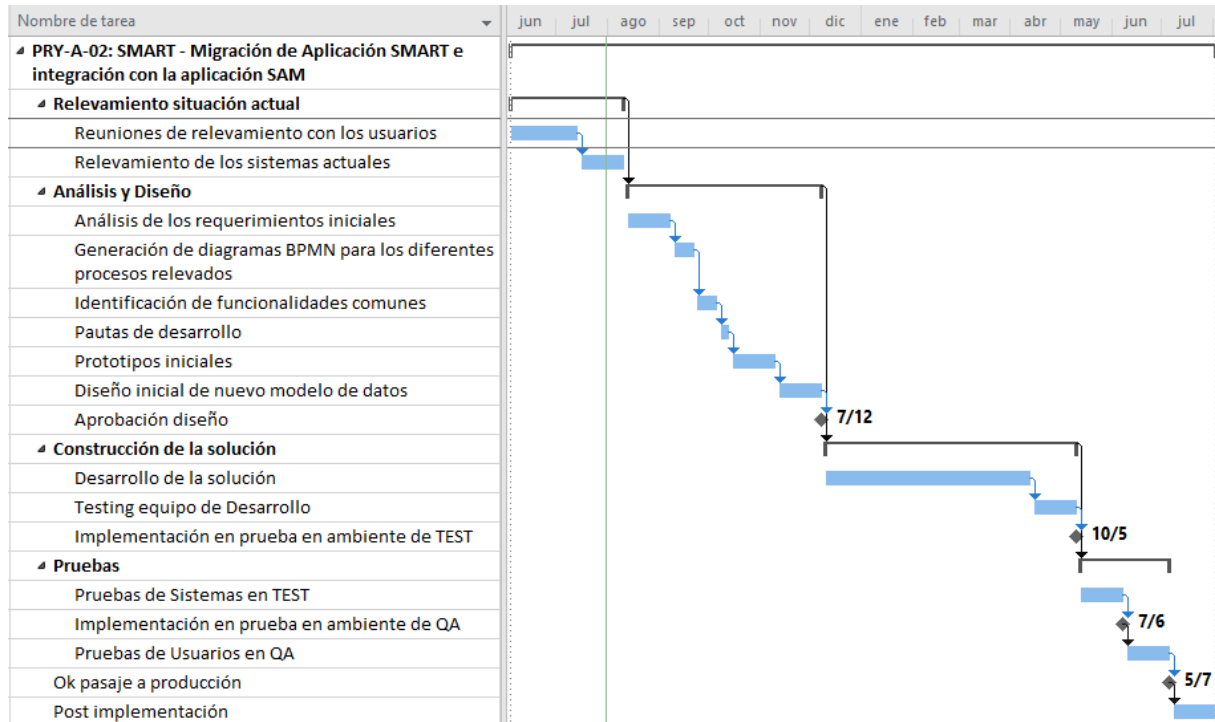 Nombre de tarea
jun jul ago sep oct nov dic ene feb mar abr may jun jul
PRY-A-02: SMART - Migración de Aplicación SMART e
integración con la aplicación SAM
Relevamiento situación actual
Reuniones de relevamiento con los usuarios
Relevamiento de los sistemas actuales
Análisis y Diseño
Análisis de los requerimientos iniciales
Generación de diagramas BPMN para los diferentes
procesos relevados
Identificación de funcionalidades comunes
Pautas de desarrollo
Prototipos iniciales
Diseño inicial de nuevo modelo de datos
Aprobación diseño
7/12
Construcción de la solución
Desarrollo de la solución
Testing equipo de Desarrollo
Implementación en prueba en ambiente de TEST
10/5
Pruebas
Pruebas de Sistemas en TEST
Implementación en prueba en ambiente de QA
7/6
Pruebas de Usuarios en QA
Ok pasaje a producción
5/7
Post implementación